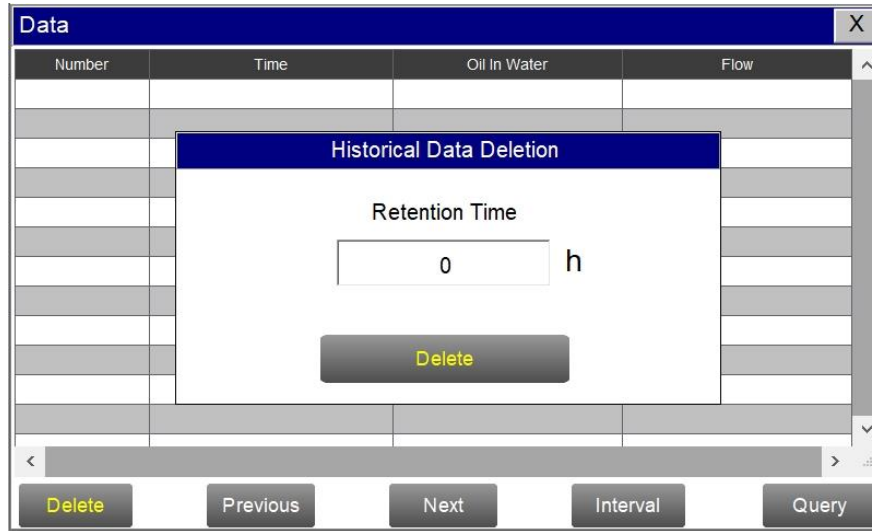 Data X
Number Time Oil In Water Flow
Historical Data Deletion
Retention Time
0 h
Delete
Delete Previous Next Interval Query